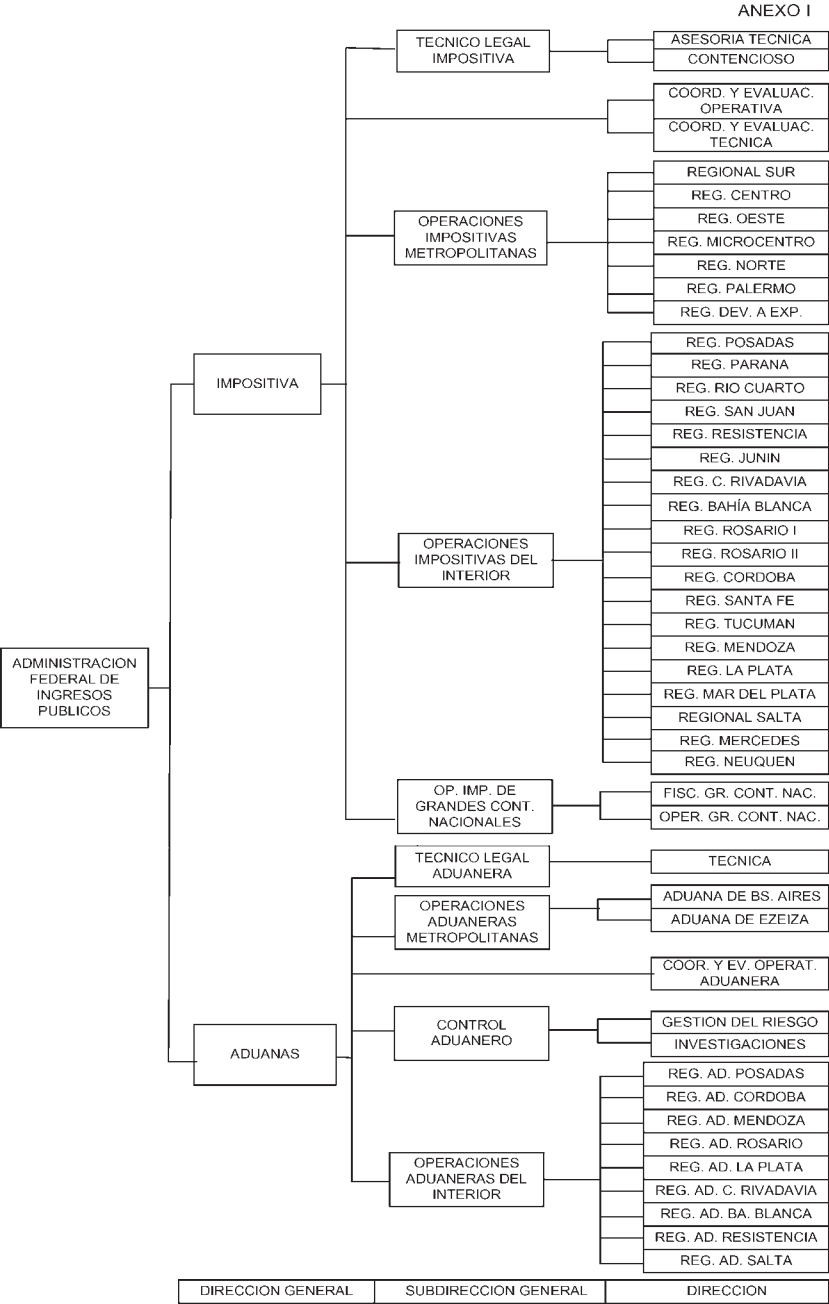 ANEXO I
TECNICO LEGAL
IMPOSITIVA
ASESORIA TECNICA
CONTENCIOSO
COORD. Y EVALUAC.
OPERATIVA
COORD. Y EVALUAC.
TECNICA
OPERACIONES
IMPOSITIVAS
METROPOLITANAS
REGIONAL SUR
REG. CENTRO
REG. OESTE
REG. MICROCENTRO
REG. NORTE
REG. PALERMO
REG. DEV. A EXP.
IMPOSITIVA
OPERACIONES
IMPOSITIVAS DEL
INTERIOR
REG. POSADAS
REG. PARANA
REG. RIO CUARTO
REG. SAN JUAN
REG. RESISTENCIA
REG. JUNIN
REG. C. RIVADAVIA
REG. BAHÍA BLANCA
REG. ROSARIO I
REG. ROSARIO II
REG. CORDOBA
REG. SANTA FE
REG. TUCUMAN
REG. MENDOZA
REG. LA PLATA
REG. MAR DEL PLATA
REGIONAL SALTA
REG. MERCEDES
REG. NEUQUEN
ADMINISTRACION
FEDERAL DE
INGRESOS
PUBLICOS
OP. IMP. DE
GRANDES CONT.
NACIONALES
FISC. GR. CONT. NAC.
OPER. GR. CONT. NAC.
TECNICO LEGAL
ADUANERA
TECNICA
OPERACIONES
ADUANERAS
METROPOLITANAS
ADUANA DE BS. AIRES
ADUANA DE EZEIZA
COOR. Y EV. OPERAT.
ADUANERA
ADUANAS
CONTROL
ADUANERO
GESTION DEL RIESGO
INVESTIGACIONES
OPERACIONES
ADUANERAS DEL
INTERIOR
REG. AD. POSADAS
REG. AD. CORDOBA
REG. AD. MENDOZA
REG. AD. ROSARIO
REG. AD. LA PLATA
REG. AD. C. RIVADAVIA
REG. AD. BA. BLANCA
REG. AD. RESISTENCIA
REG. AD. SALTA
DIRECCION GENERAL
SUBDIRECCION GENERAL
DIRECCION